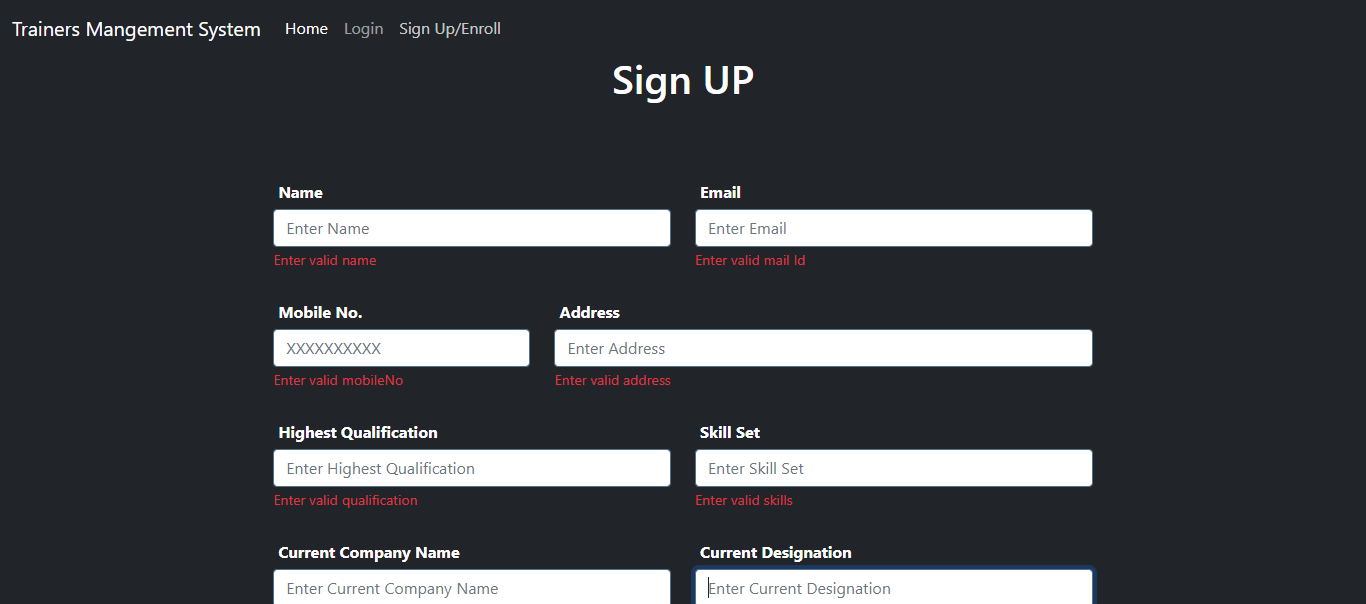 Trainers Mangement System Home Login Sign Up/Enroll
Sign UP
Name Email
Enter Name Enter Email
Enter valid name Enter valid mail Id
Mobile No. Address
XXXXXXXXXX Enter Address
Enter valid mobileNo Enter valid address
Highest Qualification Skill Set
Enter Highest Qualification Enter Skill Set
Enter valid qualification Enter valid skills
Current Company Name Current Designation
Enter Current Company Name Enter Current Designation